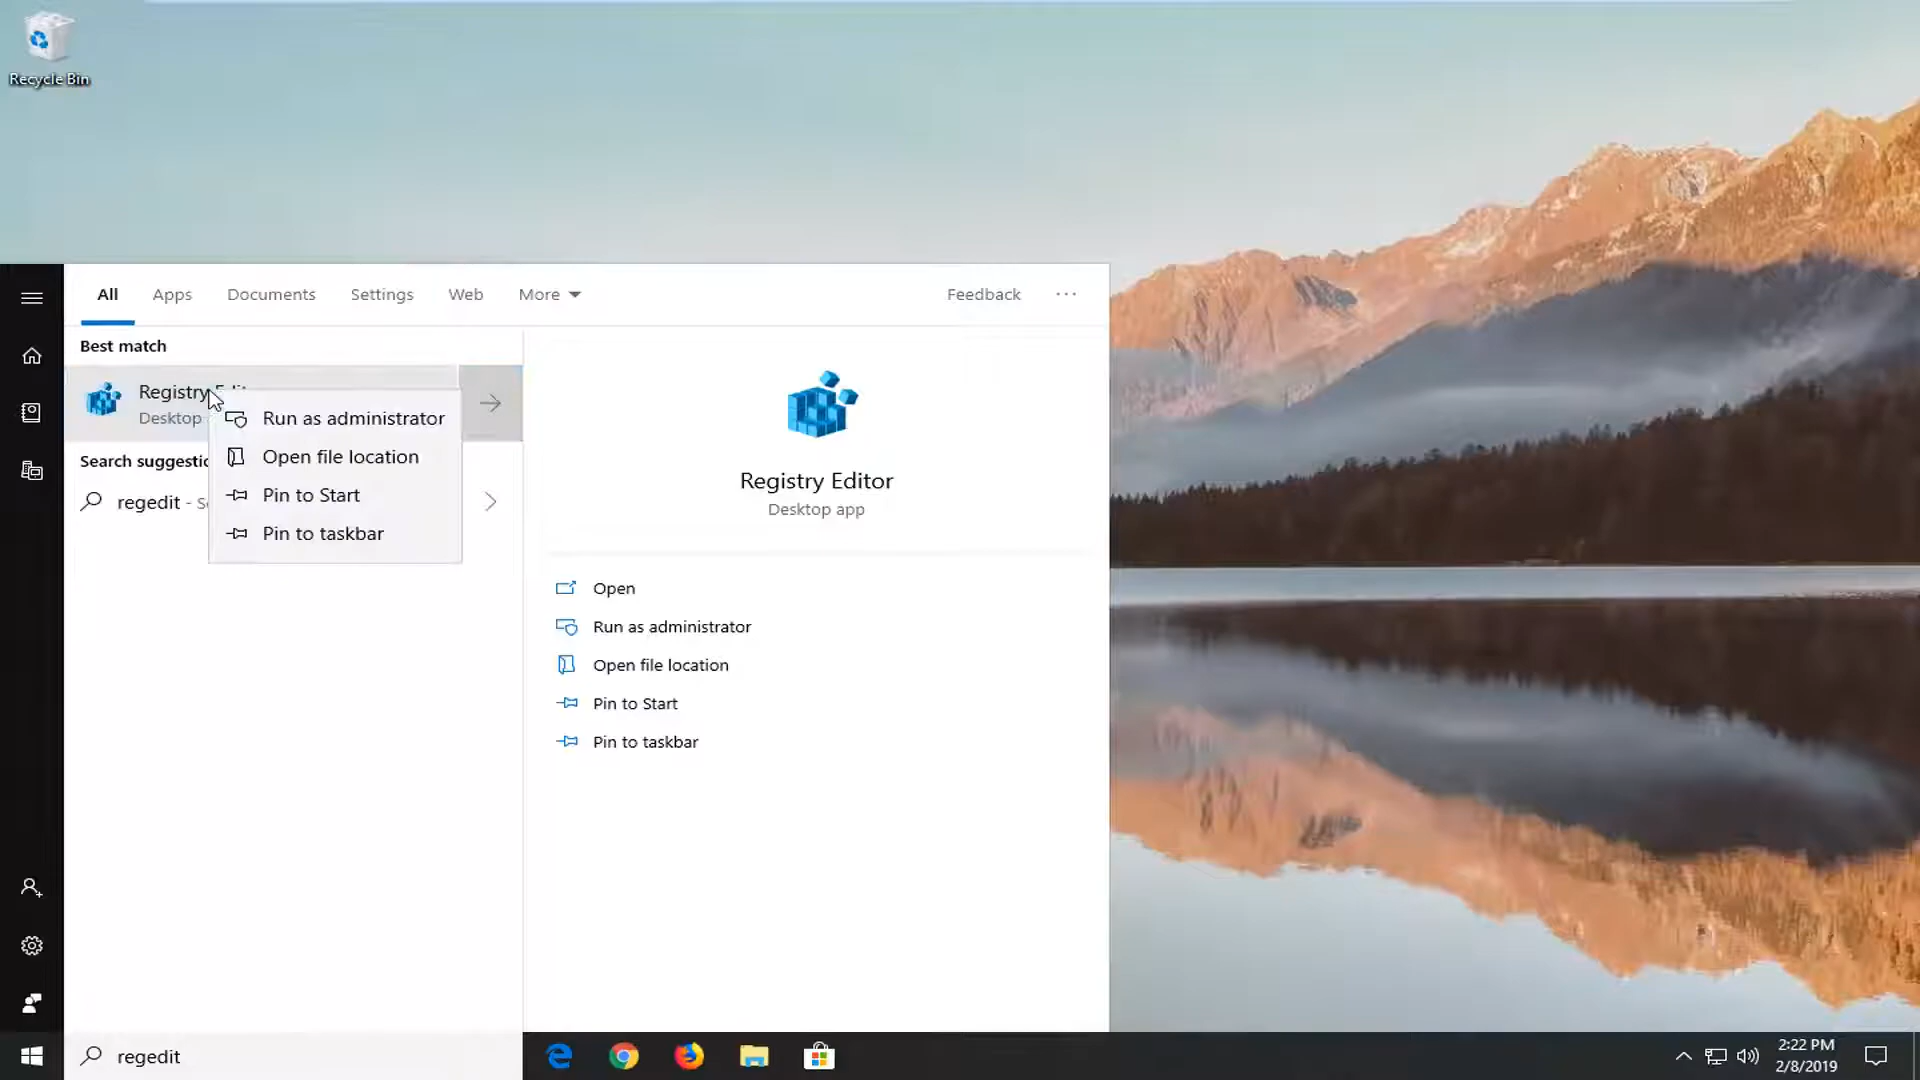 Recycle Bin
All Apps Documents Settings Web More Feedback
Best match
Registry
Desktop
Run as administrator
Open file location
Pin to Start
Pin to taskbar
Search
regedit -
Registry Editor
Desktop app
Open
Run as administrator
Open file location
Pin to Start
Pin to taskbar
regedit
2:22 PM
2/8/2019